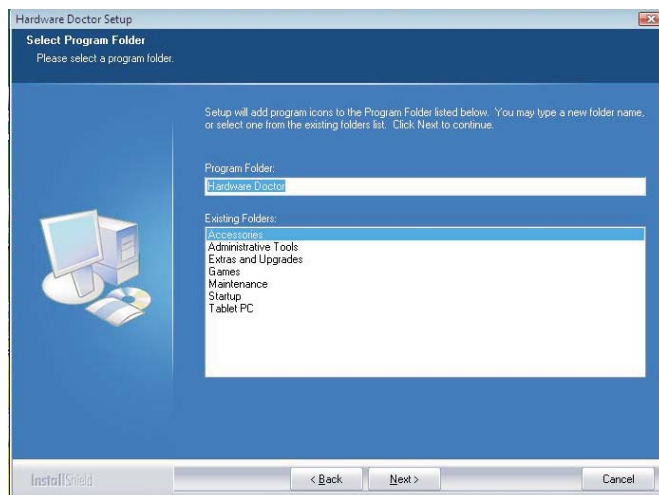 Hardware Doctor Setup
Select Program Folder
Please select a program folder.
Setup will add program icons to the Program Folder listed below. You may type a new folder name,
or select one from the existing folders list. Click Next to continue.
Program Folder:
Hardware Doctor
Existing Folders:
Accessories
Administrative Tools
Extras and Upgrades
Games
Maintenance
Startup
Tablet PC
InstallShield
< Back
Next >
Cancel